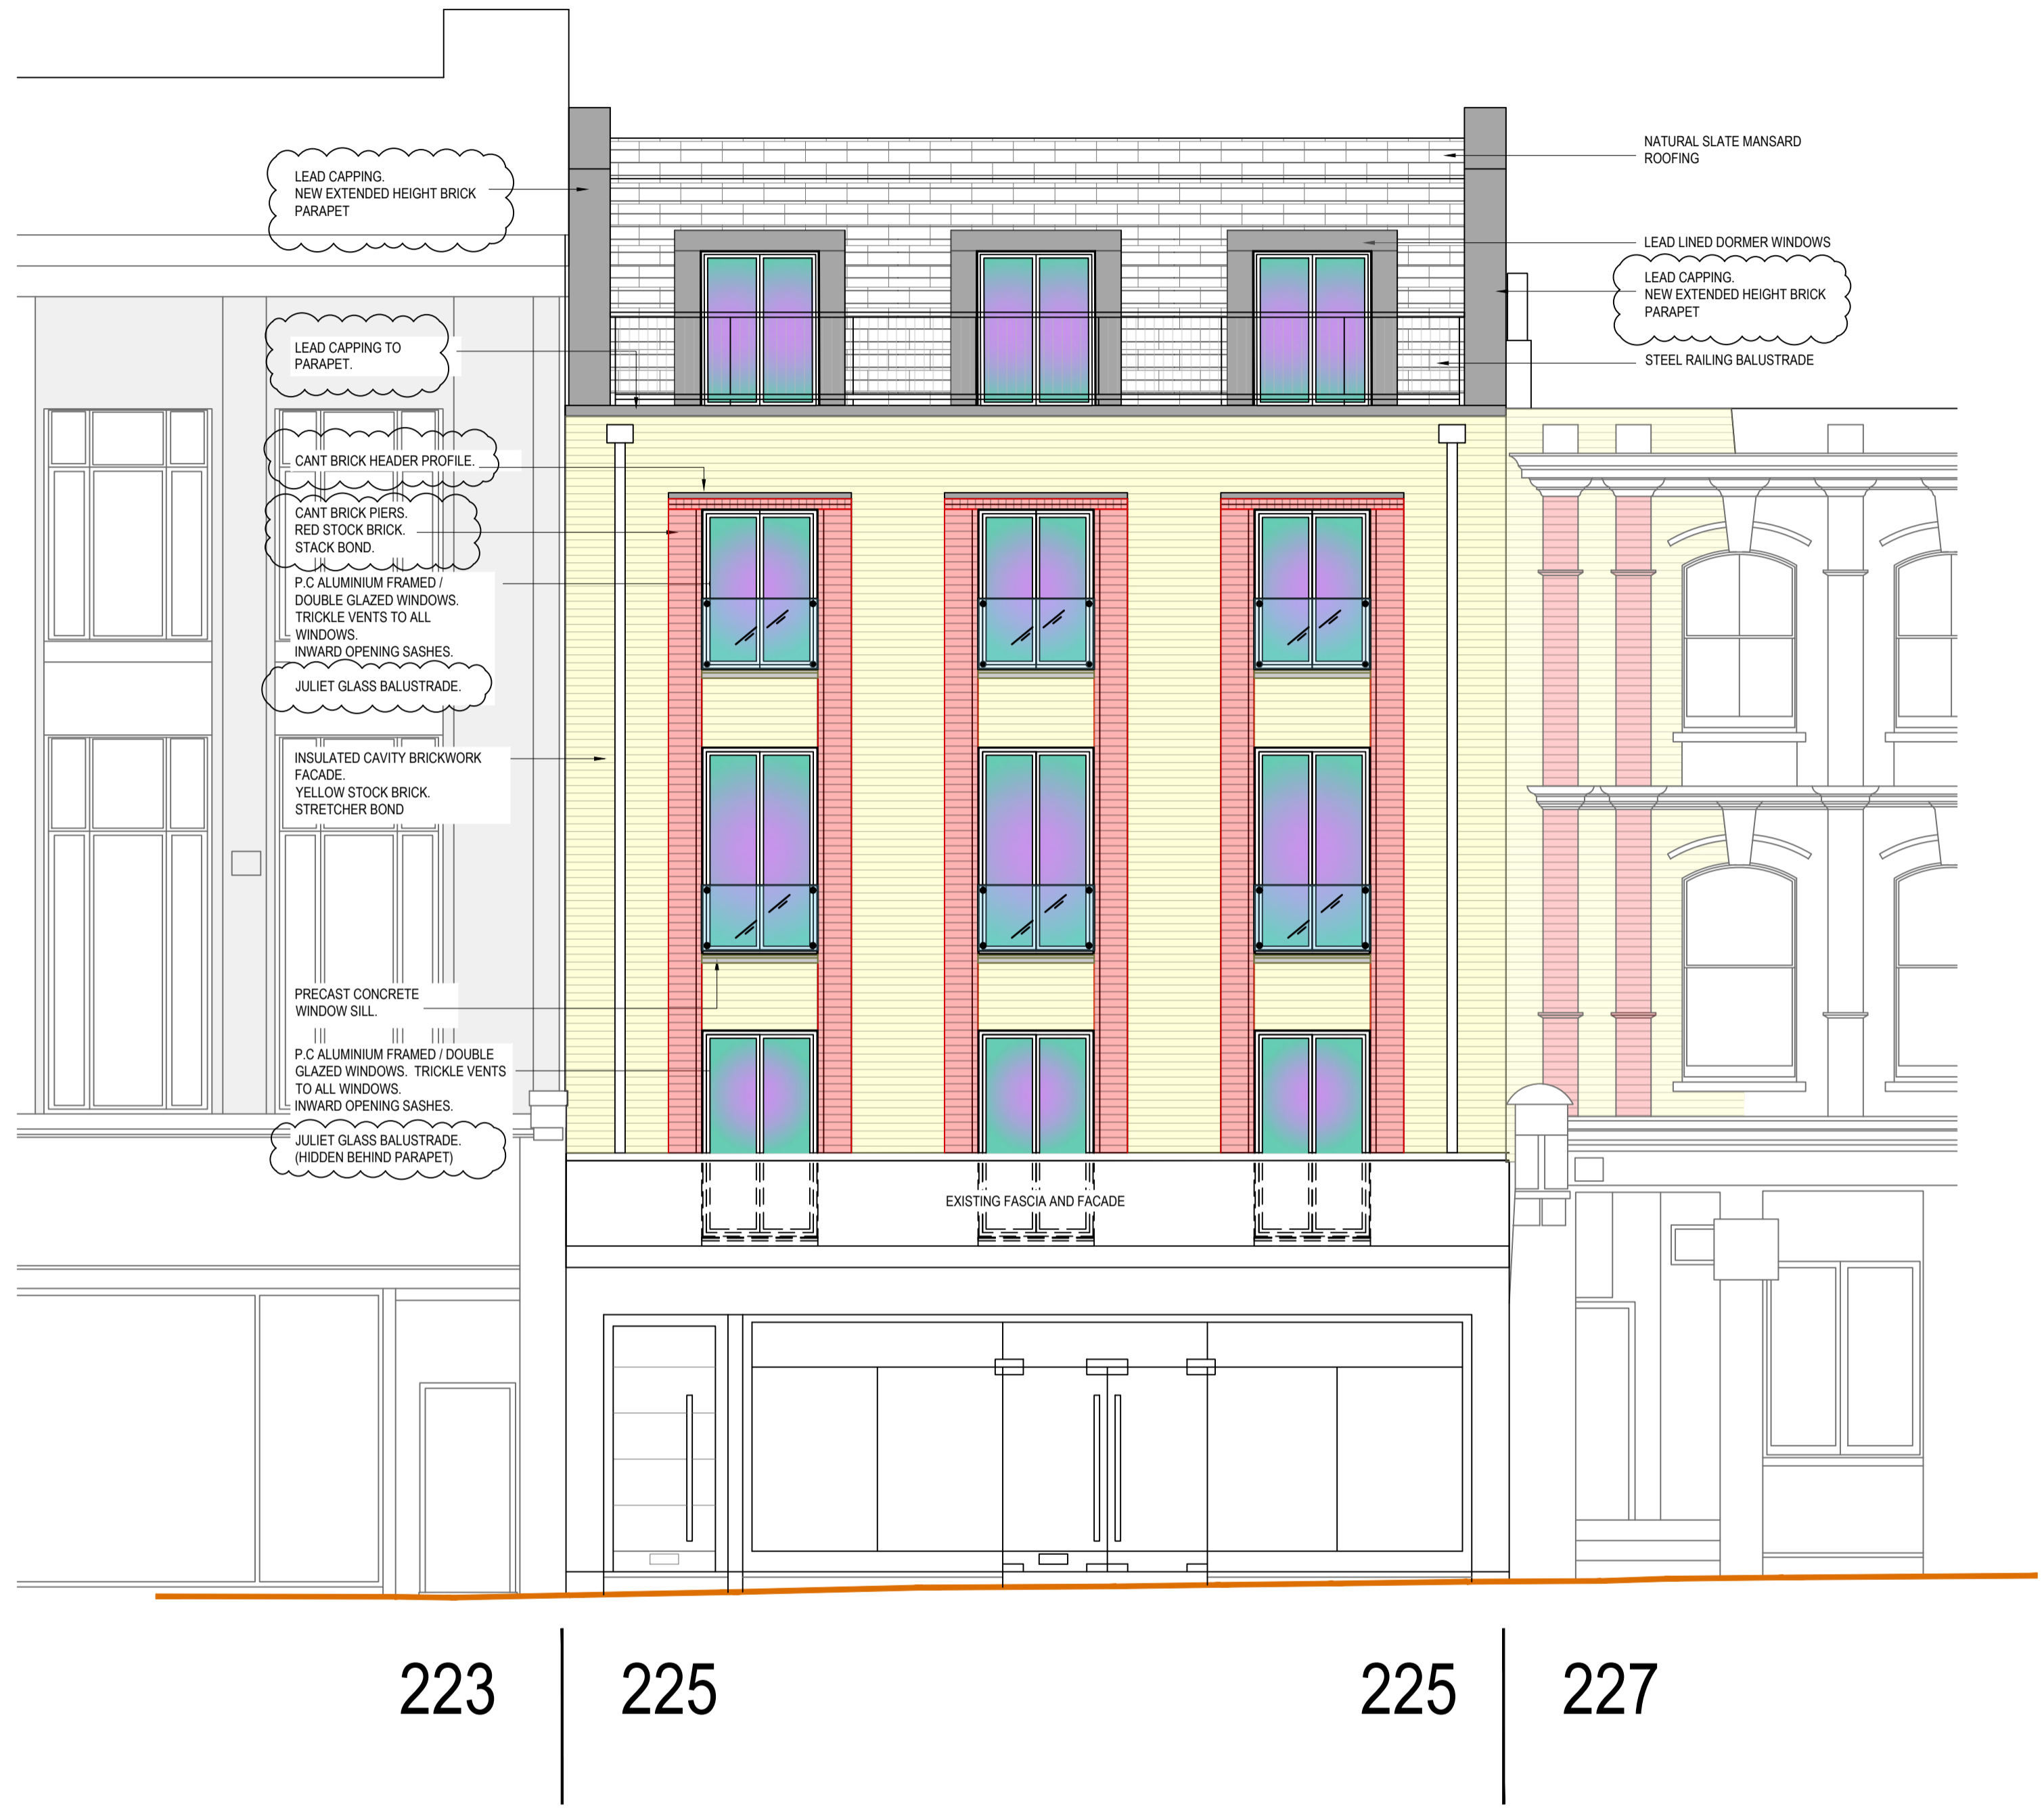 LEAD CAPPING.
NEW EXTENDED HEIGHT BRICK
PARAPET
LEAD CAPPING TO
PARAPET.
CANT BRICK HEADER PROFILE.
CANT BRICK PIERS.
RED STOCK BRICK.
STACK BOND.
P.C ALUMINIUM FRAMED /
DOUBLE GLAZED WINDOWS.
TRICKLE VENTS TO ALL
WINDOWS.
INWARD OPENING SASHES.
JULIET GLASS BALUSTRADE.
INSULATED CAVITY BRICKWORK
FACADE.
YELLOW STOCK BRICK.
STRETCHER BOND
PRECAST CONCRETE
WINDOW SILL.
P.C ALUMINIUM FRAMED / DOUBLE
GLAZED WINDOWS. TRICKLE VENTS
TO ALL WINDOWS.
INWARD OPENING SASHES.
JULIET GLASS BALUSTRADE.
(HIDDEN BEHIND PARAPET)
NATURAL SLATE MANSARD
ROOFING
LEAD LINED DORMER WINDOWS
LEAD CAPPING.
NEW EXTENDED HEIGHT BRICK
PARAPET
STEEL RAILING BALUSTRADE
EXISTING FASCIA AND FACADE
223
225
225
227